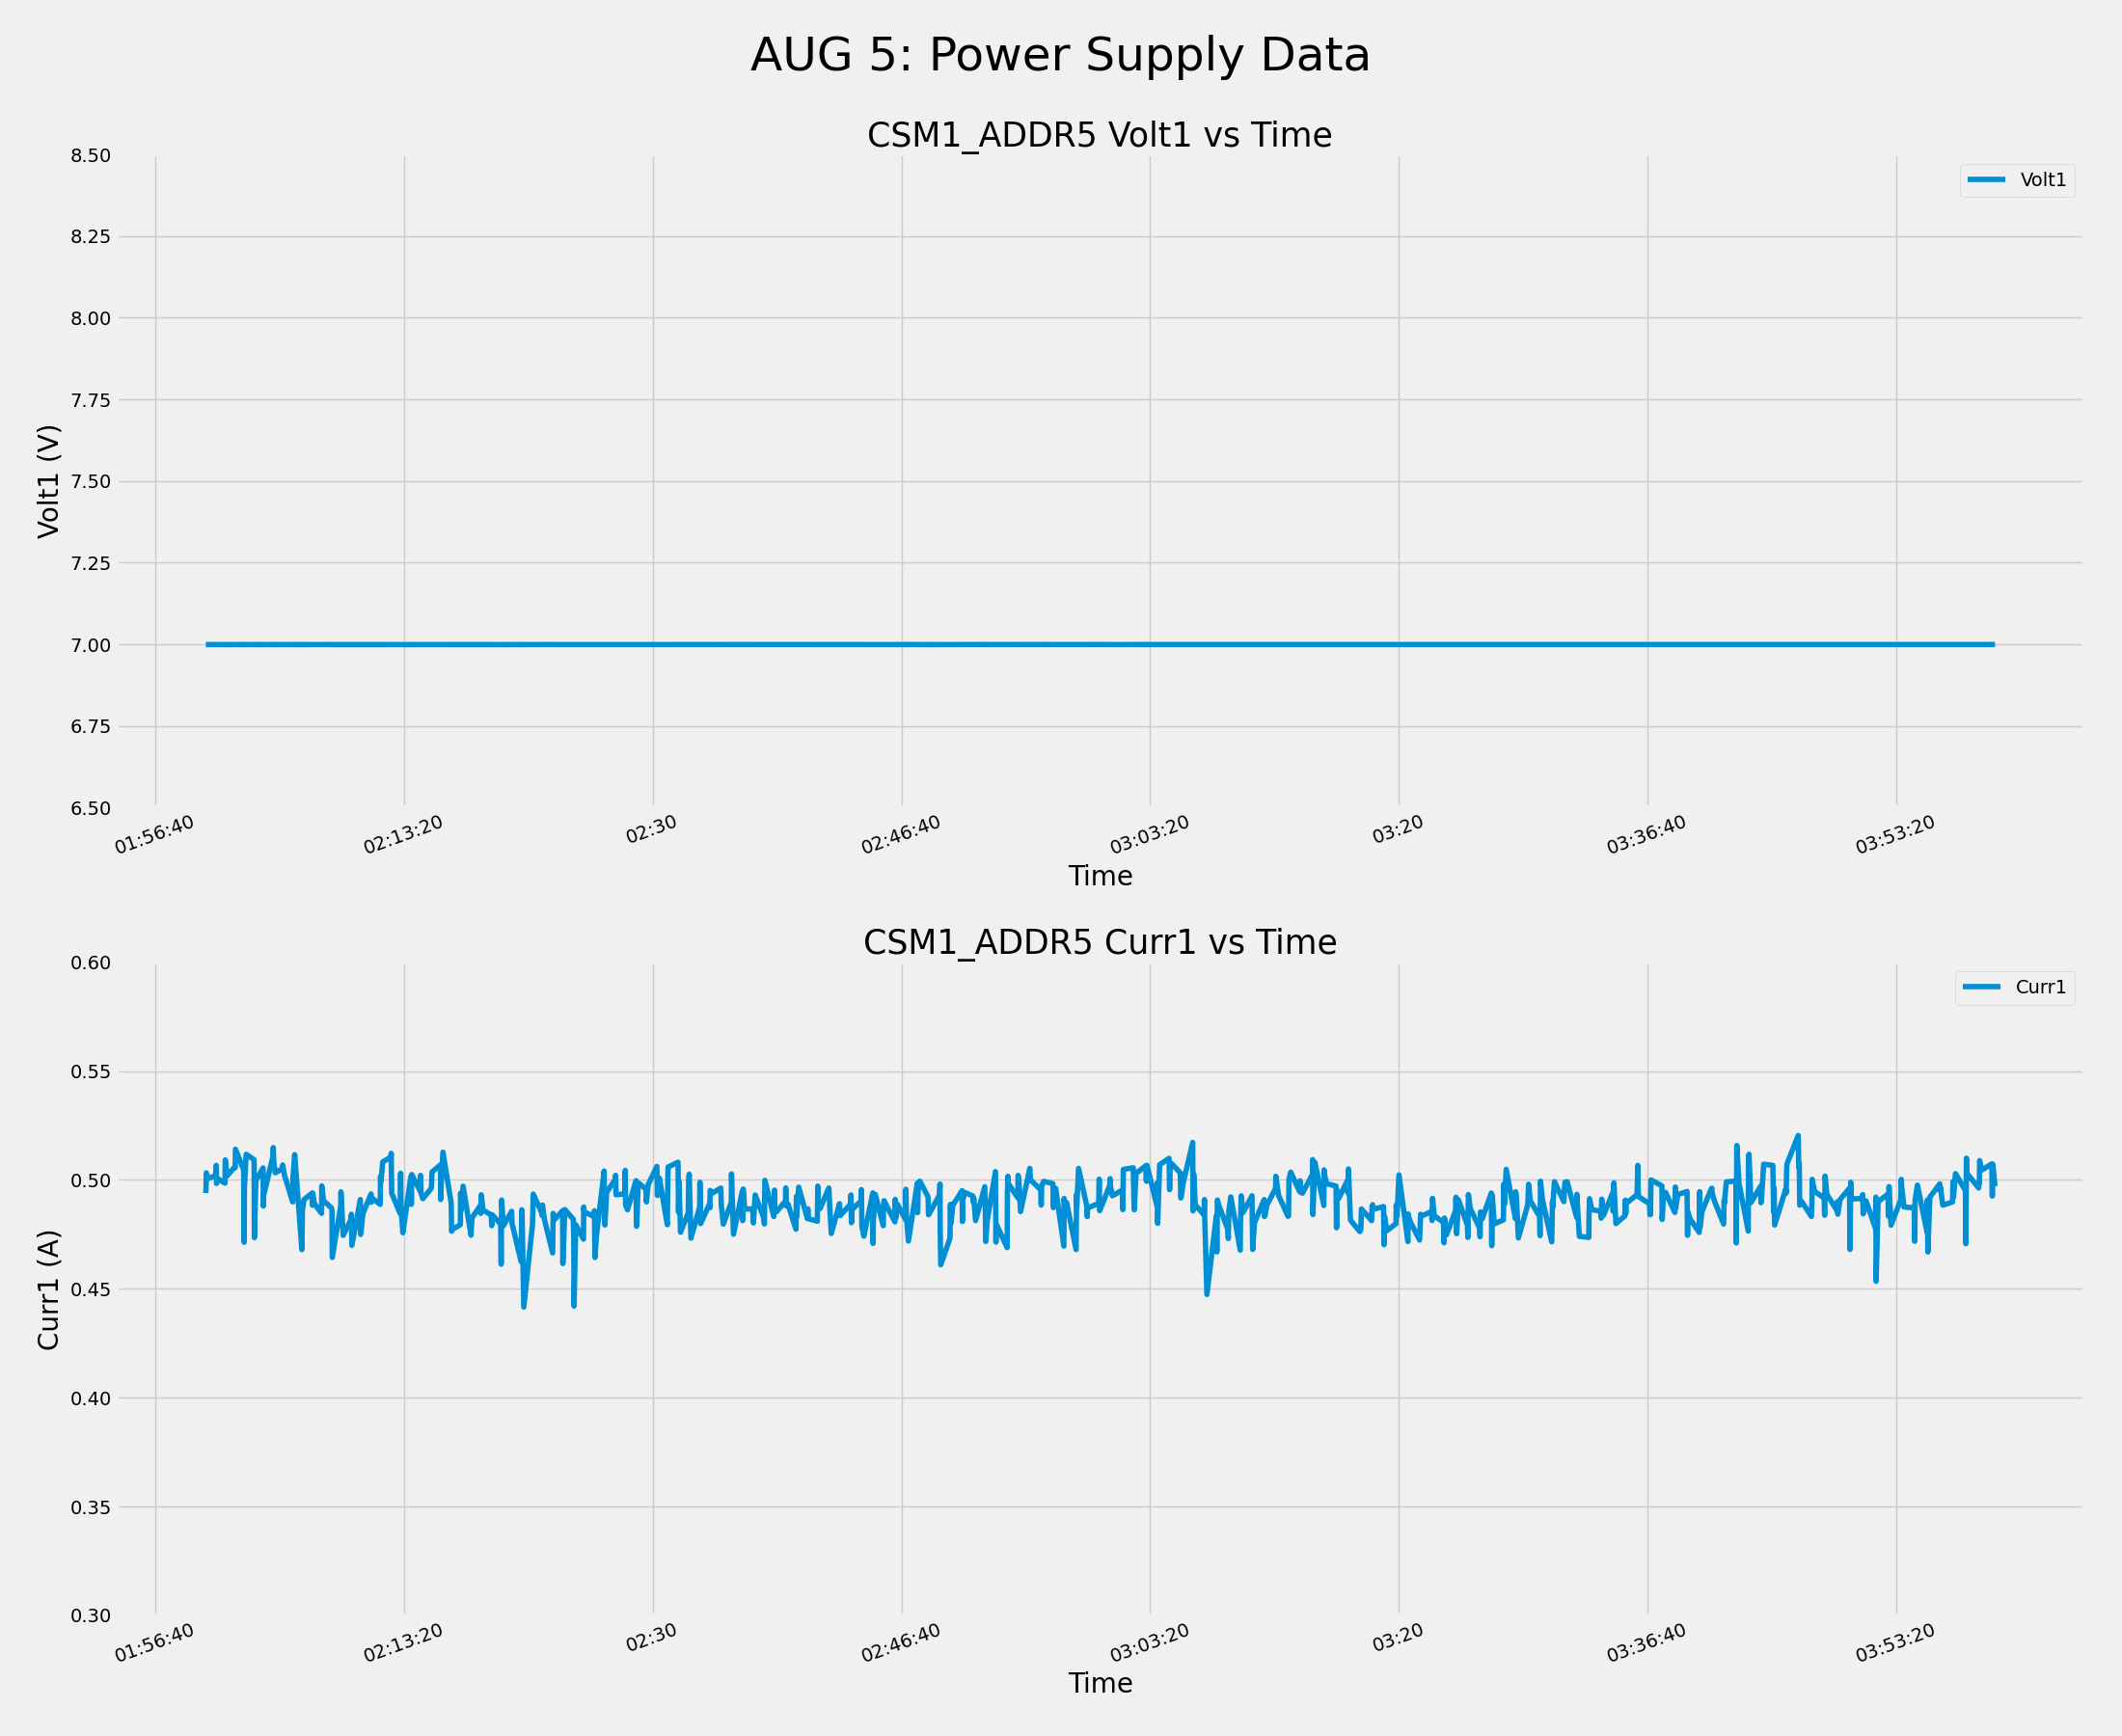 AUG 5: Power Supply Data
CSM1_ADDR5 Volt1 vs Time
8.50
8.25
8.00
7.75
7.50
7.25
7.00
6.75
6.50
Volt1 (V)
Volt1
01:56:40 02:13:20 02:30 02:46:40 03:03:20 03:20 03:36:40 03:53:20
Time
CSM1_ADDR5 Curr1 vs Time
0.60
0.55
0.50
0.45
0.40
0.35
0.30
Curr1 (A)
Curr1
01:56:40 02:13:20 02:30 02:46:40 03:03:20 03:20 03:36:40 03:53:20
Time